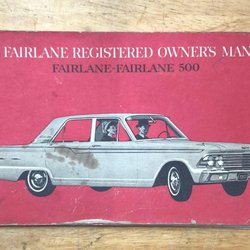 FAIRLANE REGISTERED OWNER'S MAN
FAIRLANE-FAIRLANE 500